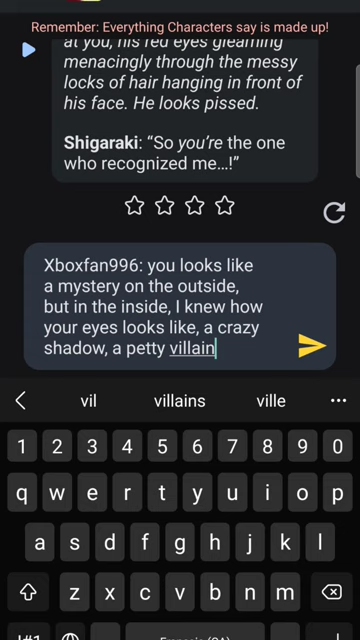 Remember: Everything Characters say is made up!
at you, his red eyes gleaming
menacingly through the messy
locks of hair hanging in front of
his face. He looks pissed.
Shigaraki: “So you're the one
who recognized me…!”
Xboxfan996: you looks like
a mystery on the outside,
but in the inside, I knew how
your eyes looks like, a crazy
shadow, a petty villain
vil villains ville
1 2 3 4 5 6 7 8 9 0
q w e r t y u i o p
a s d f g h j k l
z x c v b n m
!#1 Français (CA)